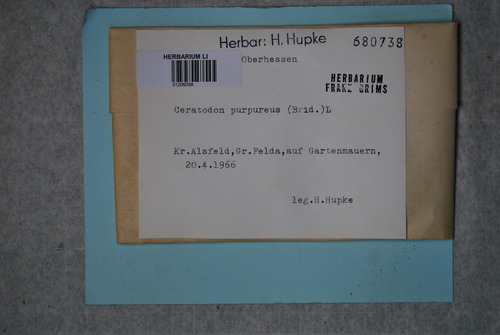 Herbar: H. Hupke 680738
HERBARIUM LI
01206098
Oberhessen
HERBARIUM
FRANZ GRIMS
Ceratodon purpureus (Brid.)L
Kr.Alsfeld,Gr.Felda,auf Gartenmauern,
20.4.1966
leg.H.Hupke